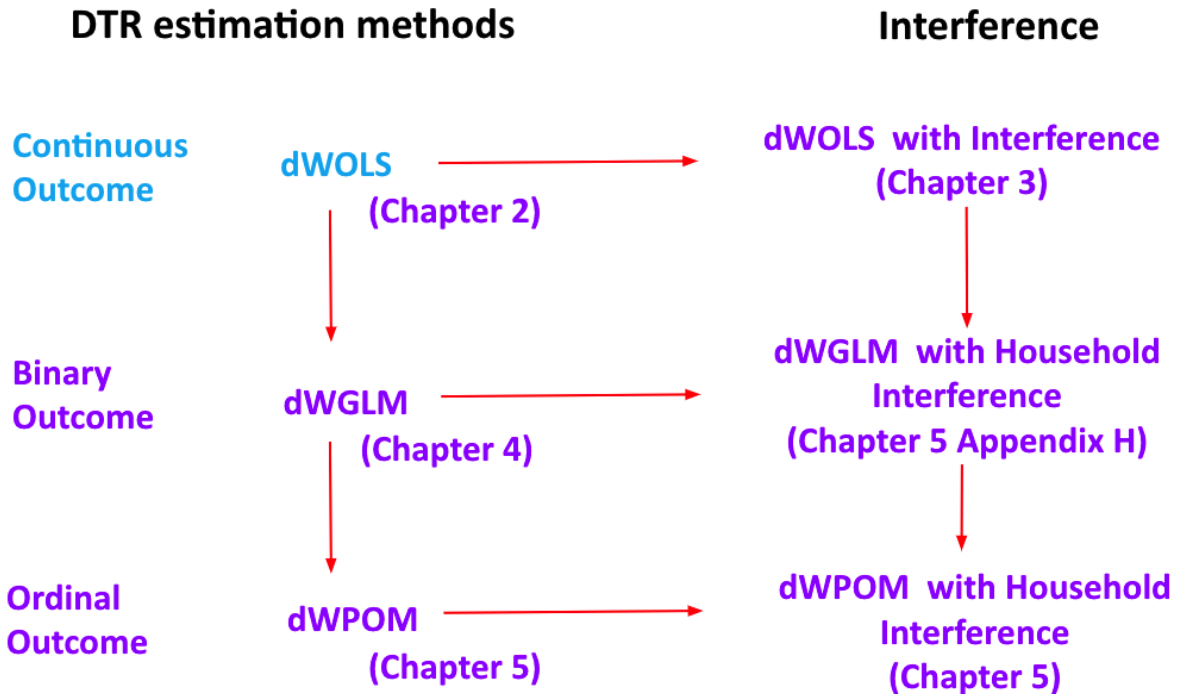 DTR estimation methods
Interference
Continuous
Outcome
dWOLS
(Chapter 2)
dWOLS with Interference
(Chapter 3)
Binary
Outcome
dWGLM
(Chapter 4)
dWGLM with Household
Interference
(Chapter 5 Appendix H)
Ordinal
Outcome
dWPOM
(Chapter 5)
dWPOM with Household
Interference
(Chapter 5)